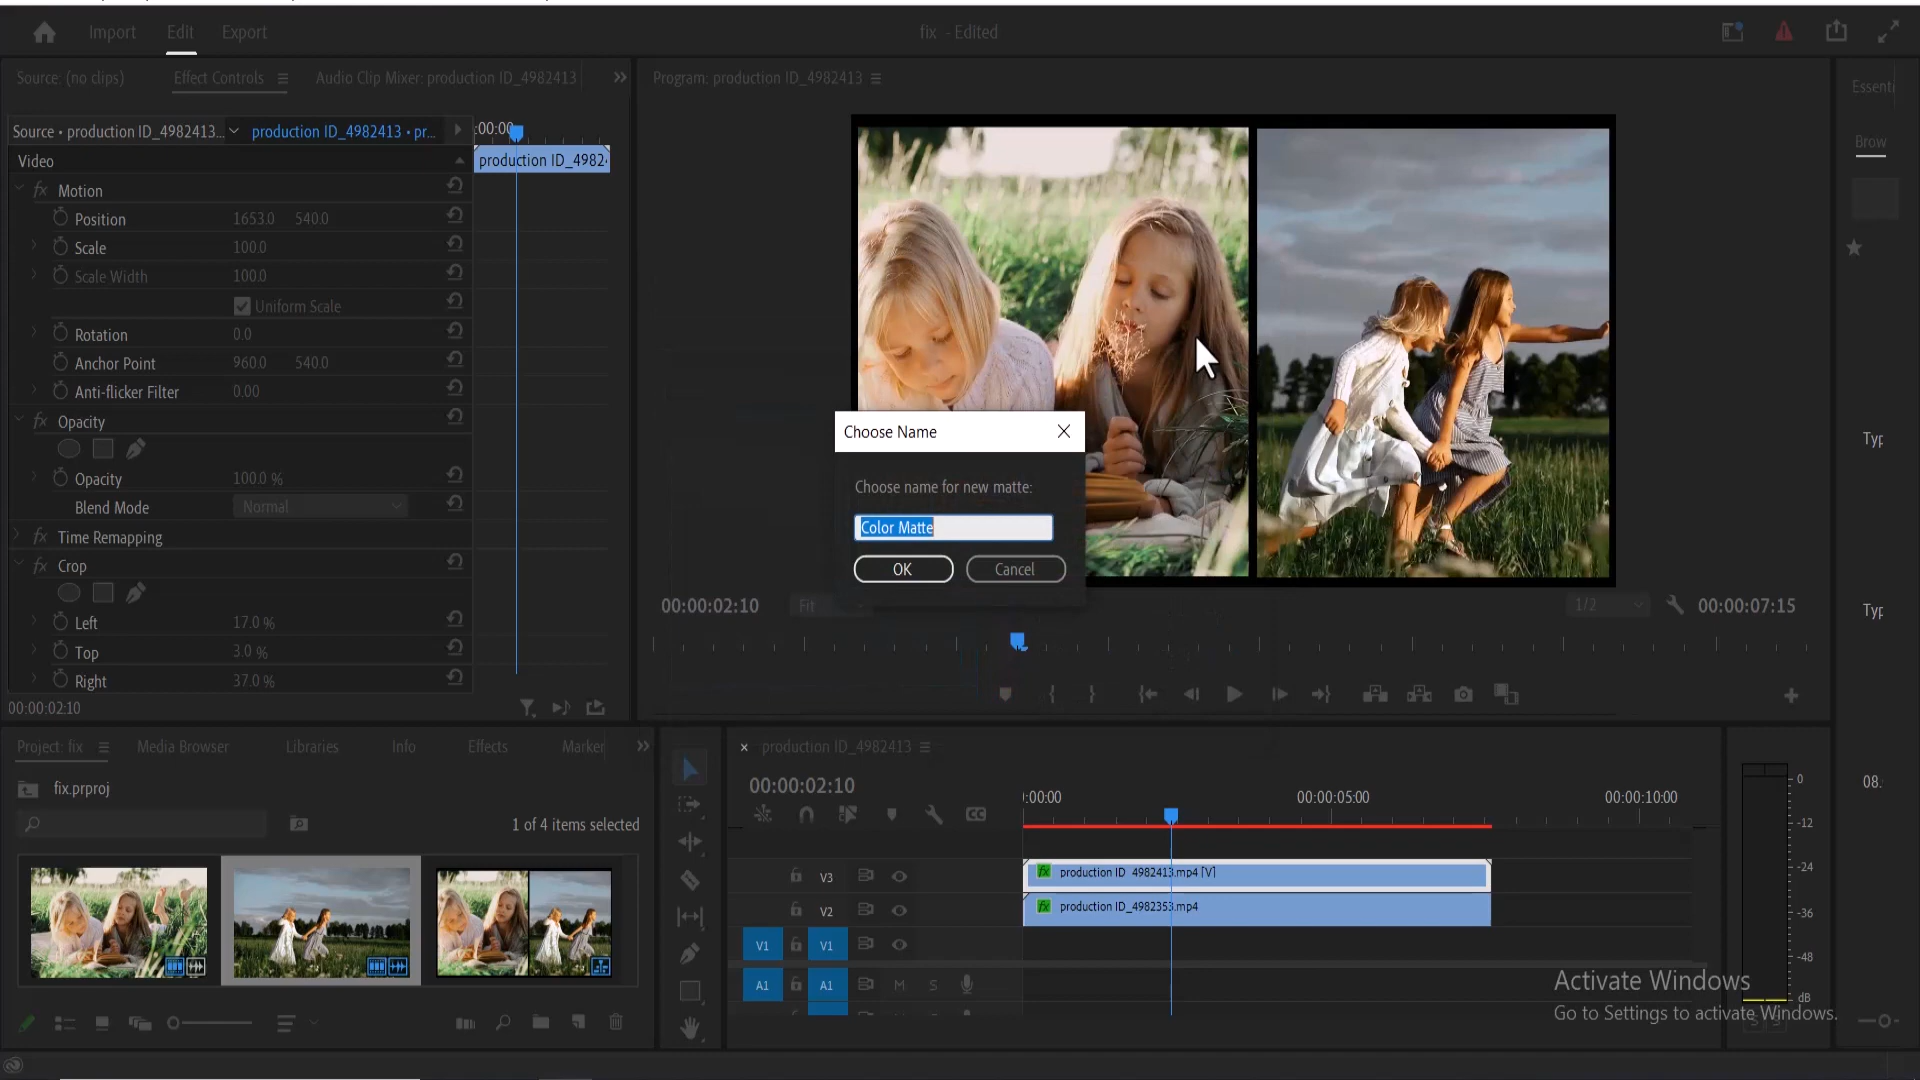 Import Edit Export
fix - Edited
Source: (no clips)
Effect Controls
Audio Clip Mixer: production ID_4982413
Program: production ID_4982413
Essenti
Source • production ID_4982413...
production ID_4982413 • pr...
:00:00
Brow
Video
production ID_4982
fx Motion
Position 1653.0 540.0
Scale 100.0
Scale Width 100.0
Uniform Scale
Rotation 0.0
Anchor Point 960.0 540.0
Anti-flicker Filter 0.00
fx Opacity
Opacity 100.0 %
Blend Mode Normal
fx Time Remapping
fx Crop
Left 17.0 %
Top 3.0 %
Right 37.0 %
00:00:02:10
Choose Name
Choose name for new matte:
Color Matte
OK
Cancel
Typ
Typ
08.
00:00:02:10
Fit
1/2
00:00:07:15
Project: fix
Media Browser
Libraries
Info
Effects
Marker
fix.prproj
1 of 4 items selected
production ID_4982413
00:00:02:10
:00:00
00:00:05:00
00:00:10:00
V3
fx production ID_4982413.mp4 [V]
V2
fx production ID_4982353.mp4
V1 V1
A1 A1 M S
0
-12
-24
-36
-48
dB
S S
Activate Windows
Go to Settings to activate Windows.